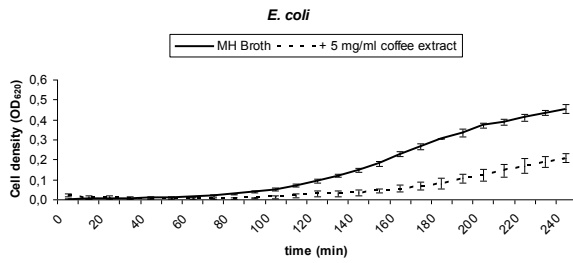 E. coli
MH Broth + 5 mg/ml coffee extract
Cell density (OD620)
0,6
0,5
0,4
0,3
0,2
0,1
0,0
0 20 40 60 80 100 120 140 160 180 200 220 240
time (min)